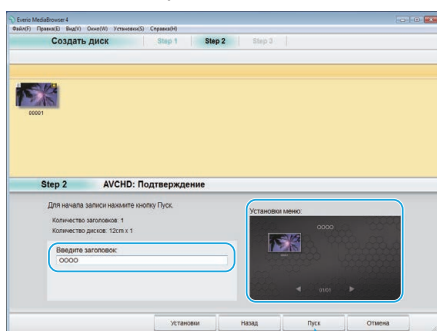 Everio MediaBrowser 4
Файл(F) Правка(E) Вид(V) Окно(W) Установки(S) Справка(H)
Создать диск Step 1 Step 2 Step 3
00001
Step 2 AVCHD: Подтверждение
Для начала записи нажмите кнопку Пуск.
Количество заголовков: 1
Количество дисков: 12cm x 1
Введите заголовок:
OOOO
Установки меню:
OOOO
Установки Назад Пуск Отмена